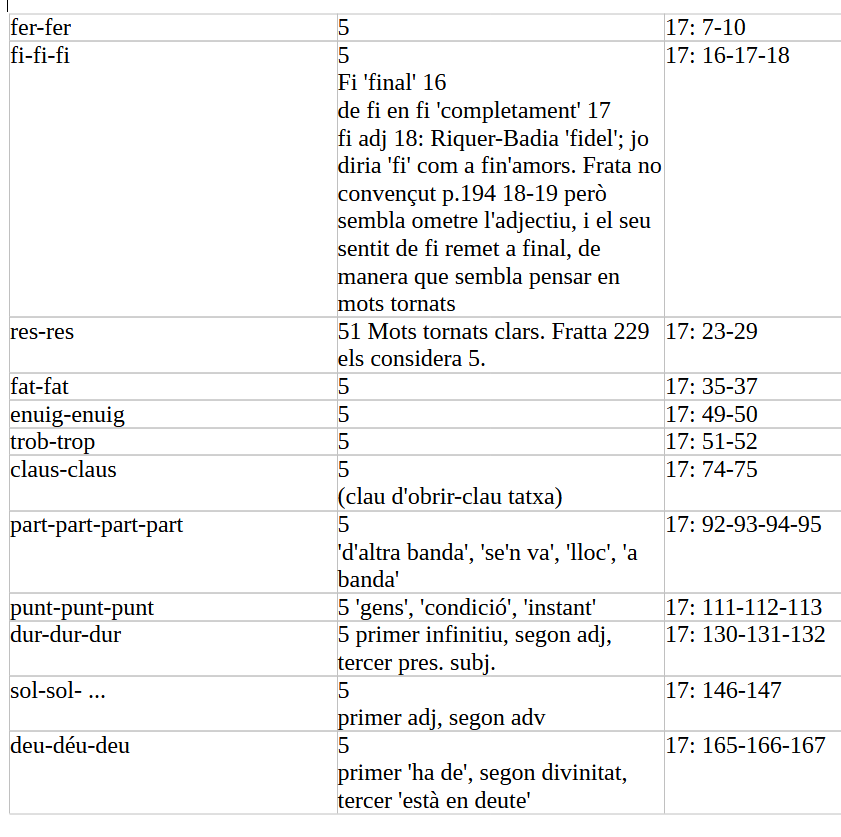 fer-fer 5 17: 7-10
fi-fi-fi 5 17: 16-17-18
Fi 'final' 16
de fi en fi 'completament' 17
fi adj 18: Riquer-Badia 'fidel'; jo
diria 'fi' com a fin'amors. Frata no
convençut p.194 18-19 però
sembla ometre l'adjectiu, i el seu
sentit de fi remet a final, de
manera que sembla pensar en
mots tornats
res-res 51 Mots tornats clars. Fratta 229 17: 23-29
els considera 5.
fat-fat 5 17: 35-37
enuig-enuig 5 17: 49-50
trob-trop 5 17: 51-52
claus-claus 5 17: 74-75
(clau d'obrir-clau tatxa)
part-part-part-part 5 17: 92-93-94-95
'd'altra banda', 'se'n va', 'lloc', 'a
banda'
punt-punt-punt 5 'gens', 'condició', 'instant' 17: 111-112-113
dur-dur-dur 5 primer infinitiu, segon adj, 17: 130-131-132
tercer pres. subj.
sol-sol- ... 5 17: 146-147
primer adj, segon adv
deu-déu-deu 5 17: 165-166-167
primer 'ha de', segon divinitat,
tercer 'està en deute'